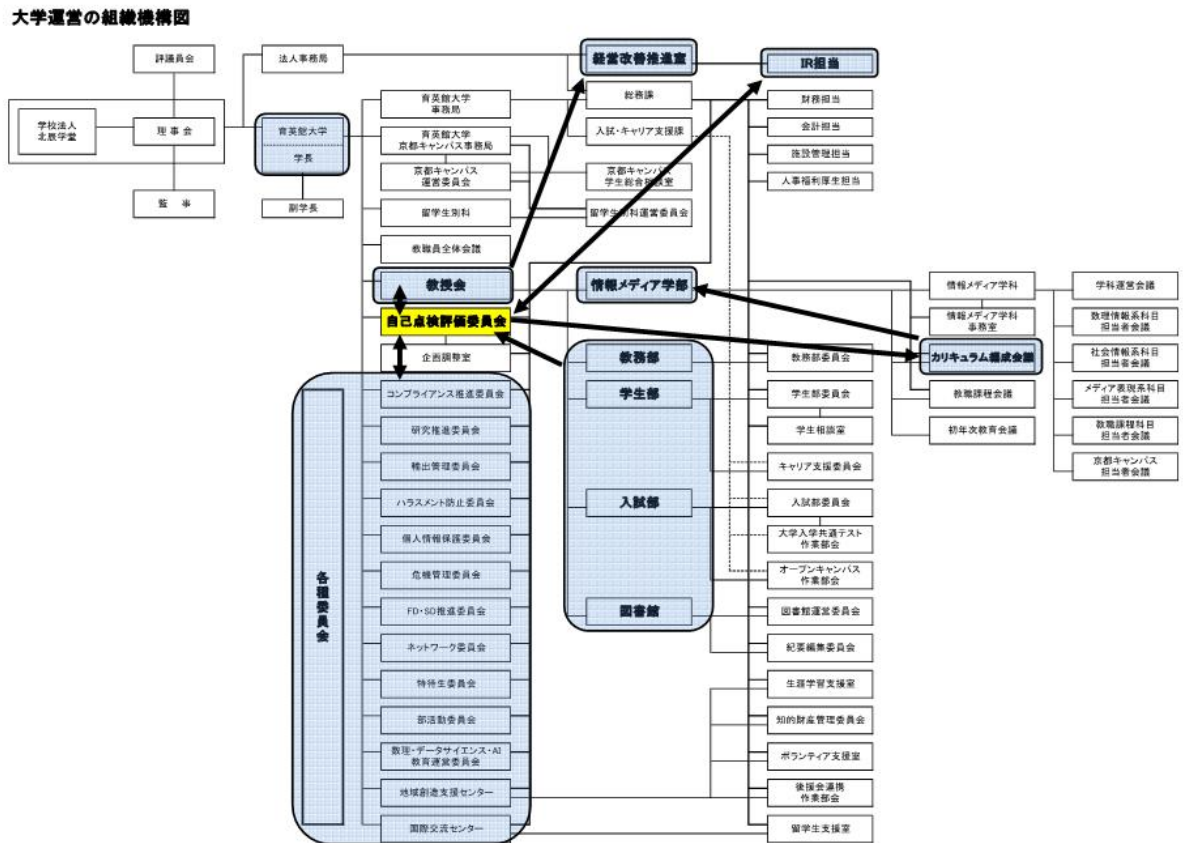 大学運営の組織機構図
評議員会
法人事務局
経営改善推進室
IR担当
学校法人
北辰学堂
理事会
監　事
育英館大学
学長
副学長
育英館大学
事務局
育英館大学
京都キャンパス事務局
京都キャンパス
運営委員会
留学生別科
教職員全体会議
教授会
自己点検評価委員会
企画調整室
総務課
入試・キャリア支援課
京都キャンパス
学生総合相談室
留学生別科運営委員会
財務担当
会計担当
施設管理担当
人事福利厚生担当
情報メディア学部
情報メディア学科
情報メディア学科
事務室
カリキュラム編成会議
教職課程会議
初年次教育会議
学科運営会議
数理情報系科目
担当者会議
社会情報系科目
担当者会議
メディア表現系科目
担当者会議
教職課程科目
担当者会議
京都キャンパス
担当者会議
各種委員会
コンプライアンス推進委員会
研究推進委員会
輸出管理委員会
ハラスメント防止委員会
個人情報保護委員会
危機管理委員会
FD・SD推進委員会
ネットワーク委員会
特待生委員会
部活動委員会
数理・データサイエンス・AI
教育運営委員会
地域創造支援センター
国際交流センター
教務部
学生部
入試部
図書館
教務部委員会
学生部委員会
学生相談室
キャリア支援委員会
入試部委員会
大学入学共通テスト
作業部会
オープンキャンパス
作業部会
図書館運営委員会
紀要編集委員会
生涯学習支援室
知的財産管理委員会
ボランティア支援室
後援会連携
作業部会
留学生支援室